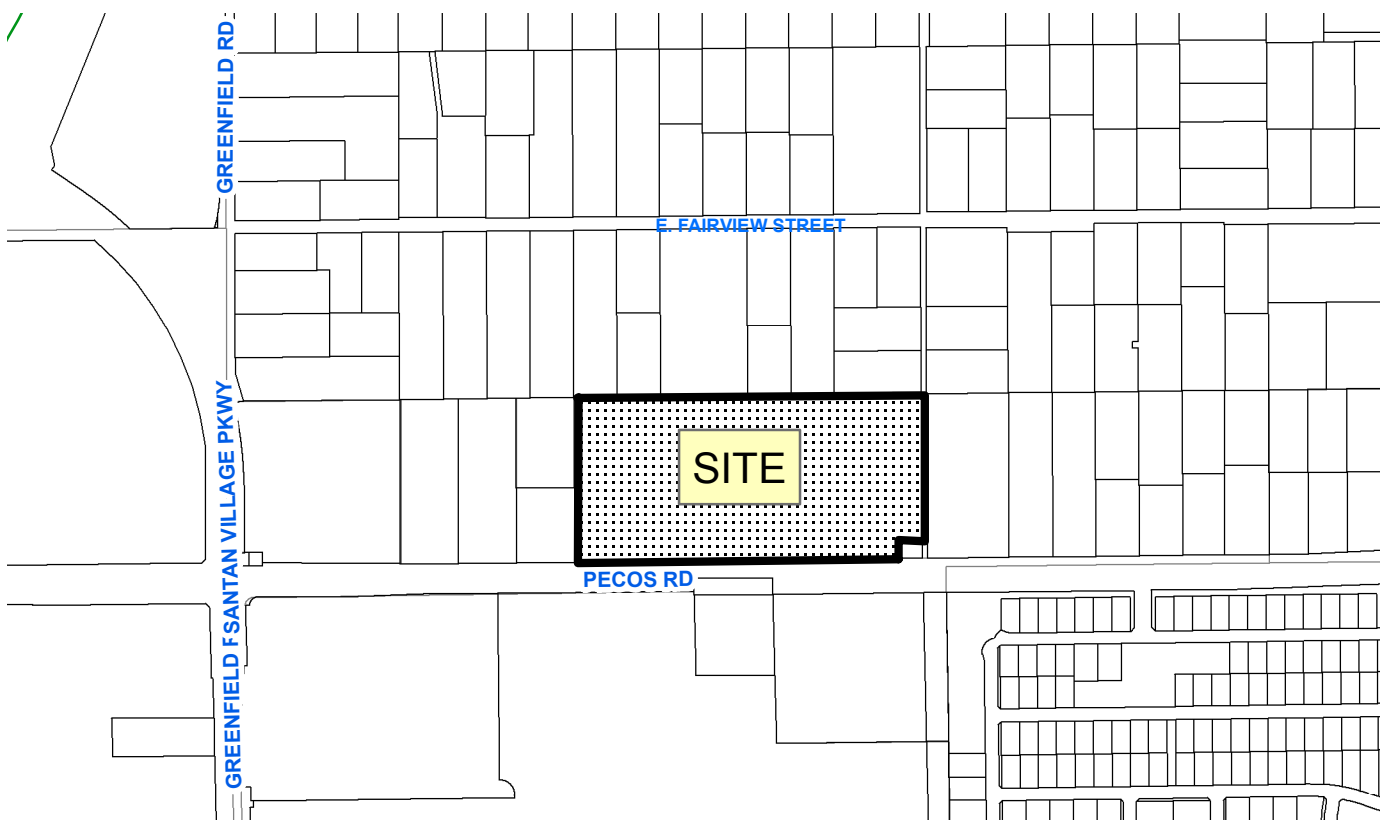 GREENFIELD RD
E. FAIRVIEW STREET
SANTAN VILLAGE PKWY
SITE
PECOS RD
GREENFIELD